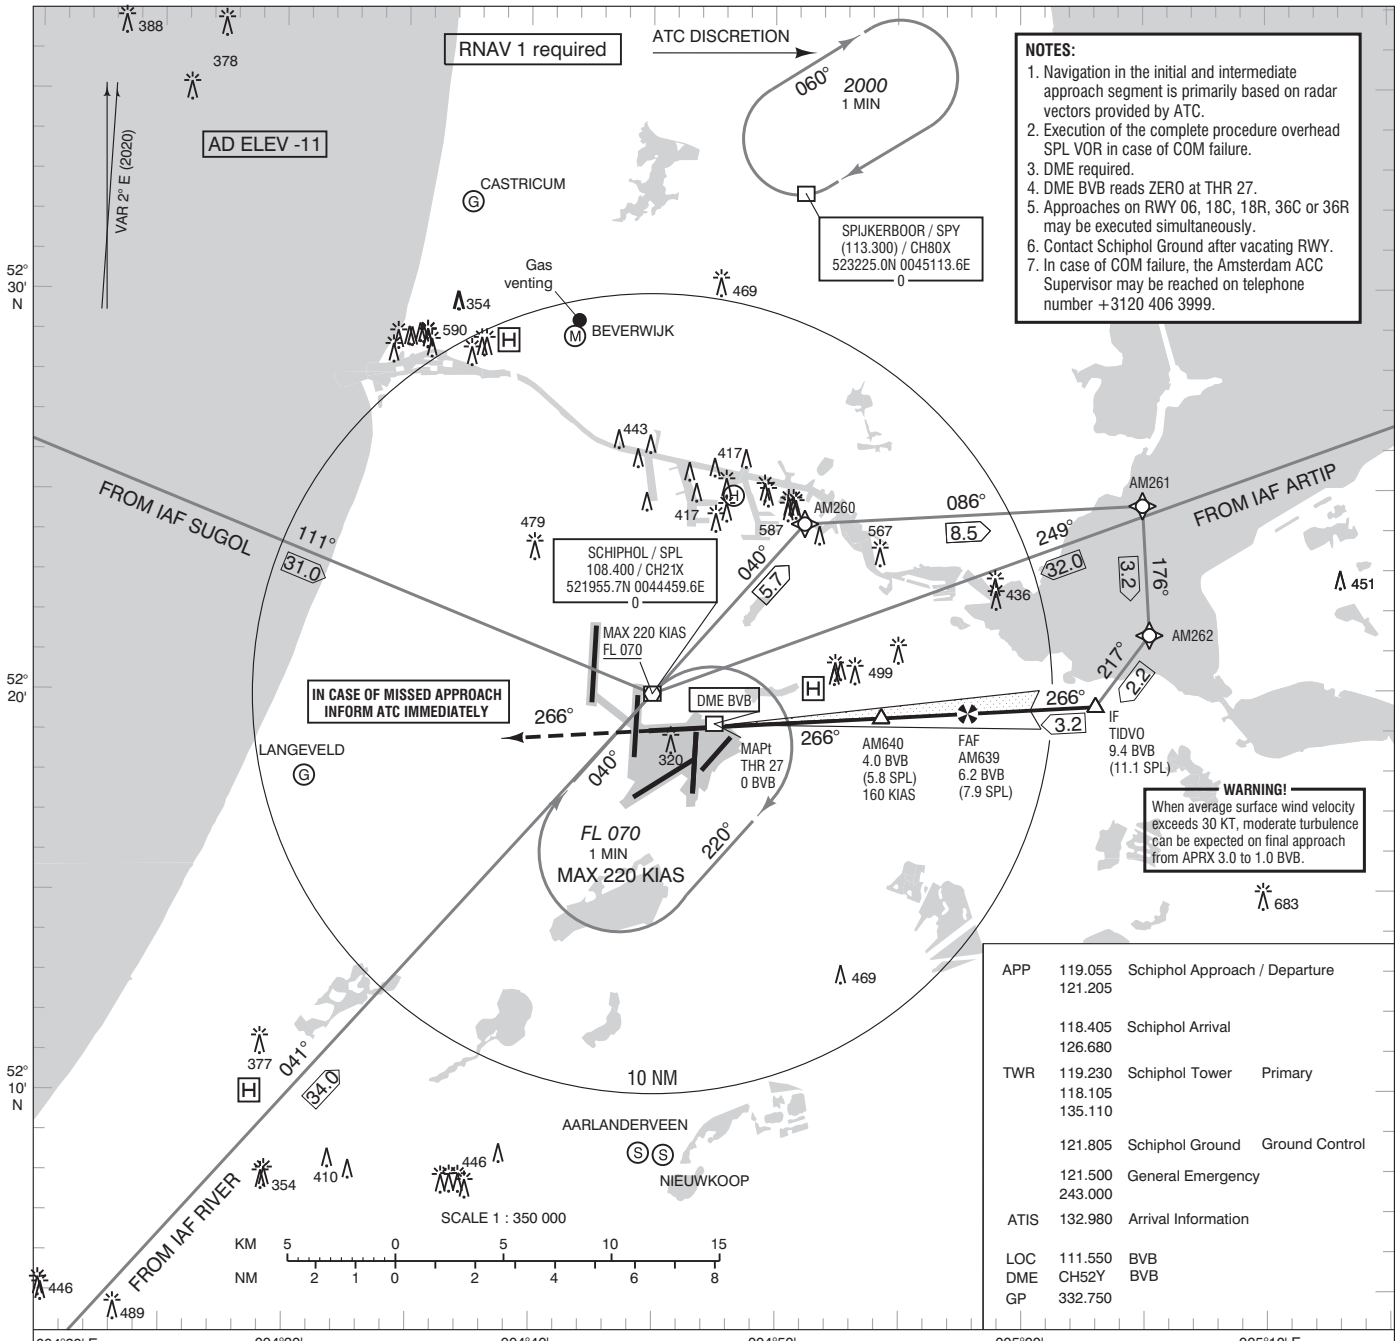 388
378
RNAV 1 required
ATC DISCRETION
060°
2000
1 MIN
NOTES:
1. Navigation in the initial and intermediate
approach segment is primarily based on radar
vectors provided by ATC.
2. Execution of the complete procedure overhead
SPL VOR in case of COM failure.
3. DME required.
4. DME BVB reads ZERO at THR 27.
5. Approaches on RWY 06, 18C, 18R, 36C or 36R
may be executed simultaneously.
6. Contact Schiphol Ground after vacating RWY.
7. In case of COM failure, the Amsterdam ACC
Supervisor may be reached on telephone
number +3120 406 3999.
VAR 2° E (2020)
AD ELEV -11
CASTRICUM
G
SPIJKERBOOR / SPY
(113.300) / CH80X
523225.0N 0045113.6E
0
52°
30'
N
Gas
venting
354
469
590
H
M
BEVERWIJK
443
417
H
417
587
AM260
567
086°
8.5
AM261
FROM IAF ARTIP
249°
32.0
FROM IAF SUGOL
111°
31.0
479
SCHIPHOL / SPL
108.400 / CH21X
521955.7N 0044459.6E
0
040°
5.7
436
3.2
176°
451
MAX 220 KIAS
FL 070
AM262
217°
2.2
52°
20'
N
499
H
IN CASE OF MISSED APPROACH
INFORM ATC IMMEDIATELY
DME BVB
266°
266°
3.2
266°
320
MAPt
THR 27
0 BVB
AM640
4.0 BVB
(5.8 SPL)
160 KIAS
FAF
AM639
6.2 BVB
(7.9 SPL)
IF
TIDVO
9.4 BVB
(11.1 SPL)
LANGEVELD
G
040°
WARNING!
When average surface wind velocity
exceeds 30 KT, moderate turbulence
can be expected on final approach
from APRX 3.0 to 1.0 BVB.
FL 070
1 MIN
MAX 220 KIAS
220°
683
469
377
H
041°
34.0
10 NM
52°
10'
N
AARLANDERVEEN
S
S
NIEUWKOOP
354
410
446
FROM IAF RIVER
446
489
SCALE 1 : 350 000
KM 5 0 5 10 15
NM 2 1 0 2 4 6 8
APP 119.055 Schiphol Approach / Departure
121.205
118.405 Schiphol Arrival
126.680
TWR 119.230 Schiphol Tower Primary
118.105
135.110
121.805 Schiphol Ground Ground Control
121.500 General Emergency
243.000
ATIS 132.980 Arrival Information
LOC 111.550 BVB
DME CH52Y BVB
GP 332.750